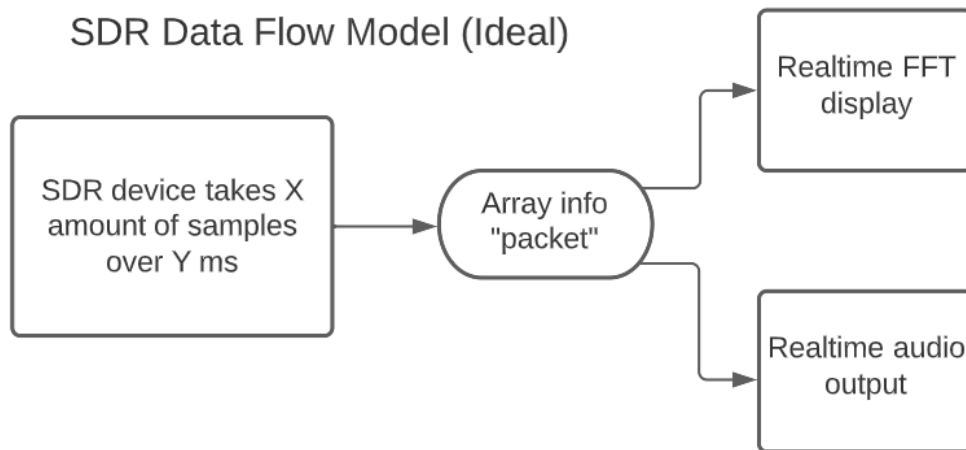 SDR Data Flow Model (Ideal)
SDR device takes X
amount of samples
over Y ms
Array info
"packet"
Realtime FFT
display
Realtime audio
output